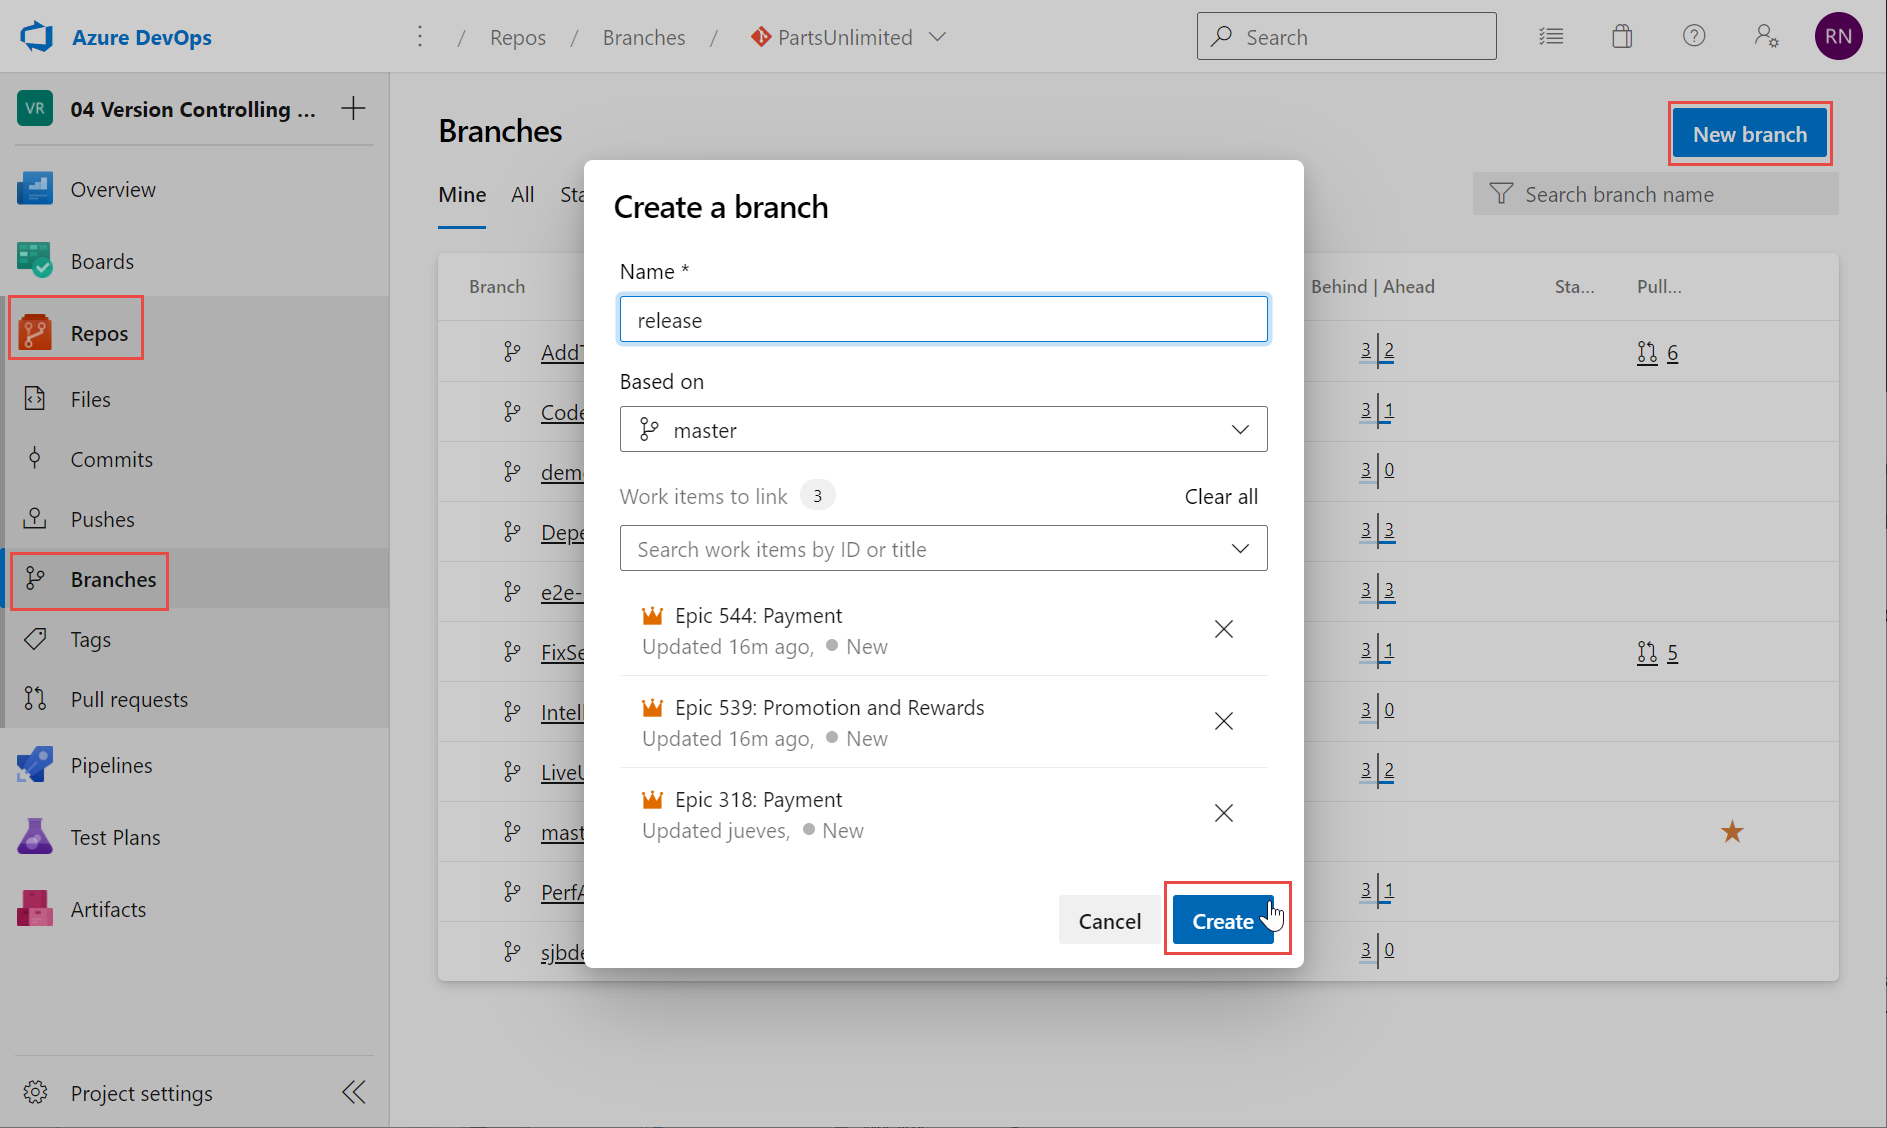 Azure DevOps
/ Repos / Branches / PartsUnlimited
Search
RN
VR 04 Version Controlling ...
Overview
Boards
Repos
Files
Commits
Pushes
Branches
Tags
Pull requests
Pipelines
Test Plans
Artifacts
Project settings
Branches
New branch
Mine All Sta
Search branch name
Branch Behind | Ahead Sta... Pull...
Add 3 2 6
Code 3 1
dem 3 0
Depe 3 3
e2e- 3 3
FixSe 3 1 5
Intel 3 0
Live 3 2
mast
Perf 3 1
sjbde 3 0
Create a branch
Name *
release
Based on
master
Work items to link 3 Clear all
Search work items by ID or title
Epic 544: Payment
Updated 16m ago, New
Epic 539: Promotion and Rewards
Updated 16m ago, New
Epic 318: Payment
Updated jueves, New
Cancel Create